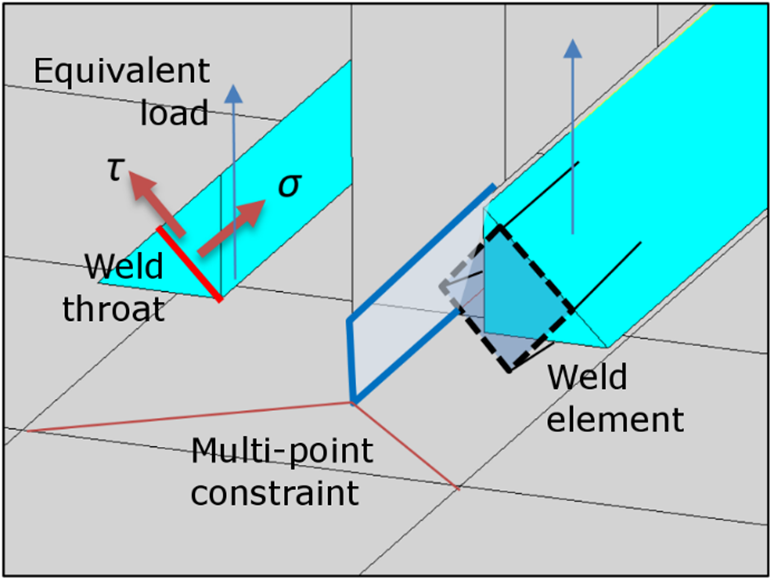 Equivalent
load
τ
σ
Weld
throat
Weld
element
Multi-point
constraint